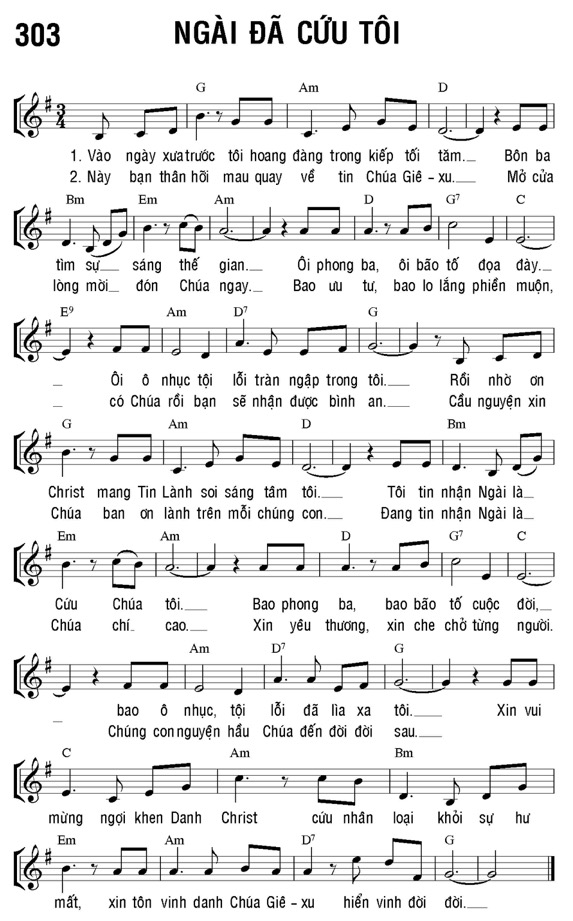 303 NGÀI ĐÃ CỨU TÔI
G Am D
3
4
1. Vào ngày xưa trước tôi hoang đàng trong kiếp tối tăm. Bôn ba
2. Này bạn thân hỡi mau quay về tin Chúa Giê-xu. Mở cửa
Bm Em Am D G7 C
tìm sự sáng thế gian. Ôi phong ba, ôi bão tố đọa đày.
lòng mời đón Chúa ngay. Bao ưu tư, bao lo lắng phiền muộn,
E9 Am D7 G
Ôi ô nhục tội lỗi tràn ngập trong tôi. Rồi nhờ ơn
có Chúa rồi bạn sẽ nhận được bình an. Cầu nguyện xin
G Am D Bm
Christ mang Tin Lành soi sáng tâm tôi. Tôi tin nhận Ngài là
Chúa ban ơn lành trên mỗi chúng con. Đang tin nhận Ngài là
Em Am D G7 C
Cứu Chúa tôi. Bao phong ba, bao bão tố cuộc đời,
Chúa chí cao. Xin yêu thương, xin che chở từng người.
Am D7 G
bao ô nhục, tội lỗi đã lìa xa tôi. Xin vui
Chúng con nguyện hầu Chúa đến đời đời sau.
C Am Bm
mừng ngợi khen Danh Christ cứu nhân loại khỏi sự hư
Em Am D7 G
mất, xin tôn vinh danh Chúa Giê-xu hiển vinh đời đời.